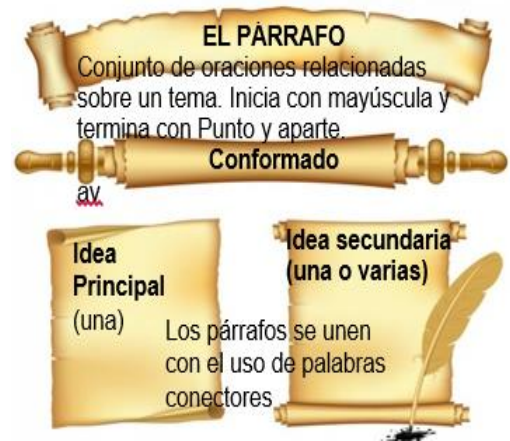 EL PÁRRAFO
Conjunto de oraciones relacionadas
sobre un tema. Inicia con mayúscula y
termina con Punto y aparte.
Conformado
av
Idea
Principal
(una)
Idea secundaria
(una o varias)
Los párrafos se unen
con el uso de palabras
conectores